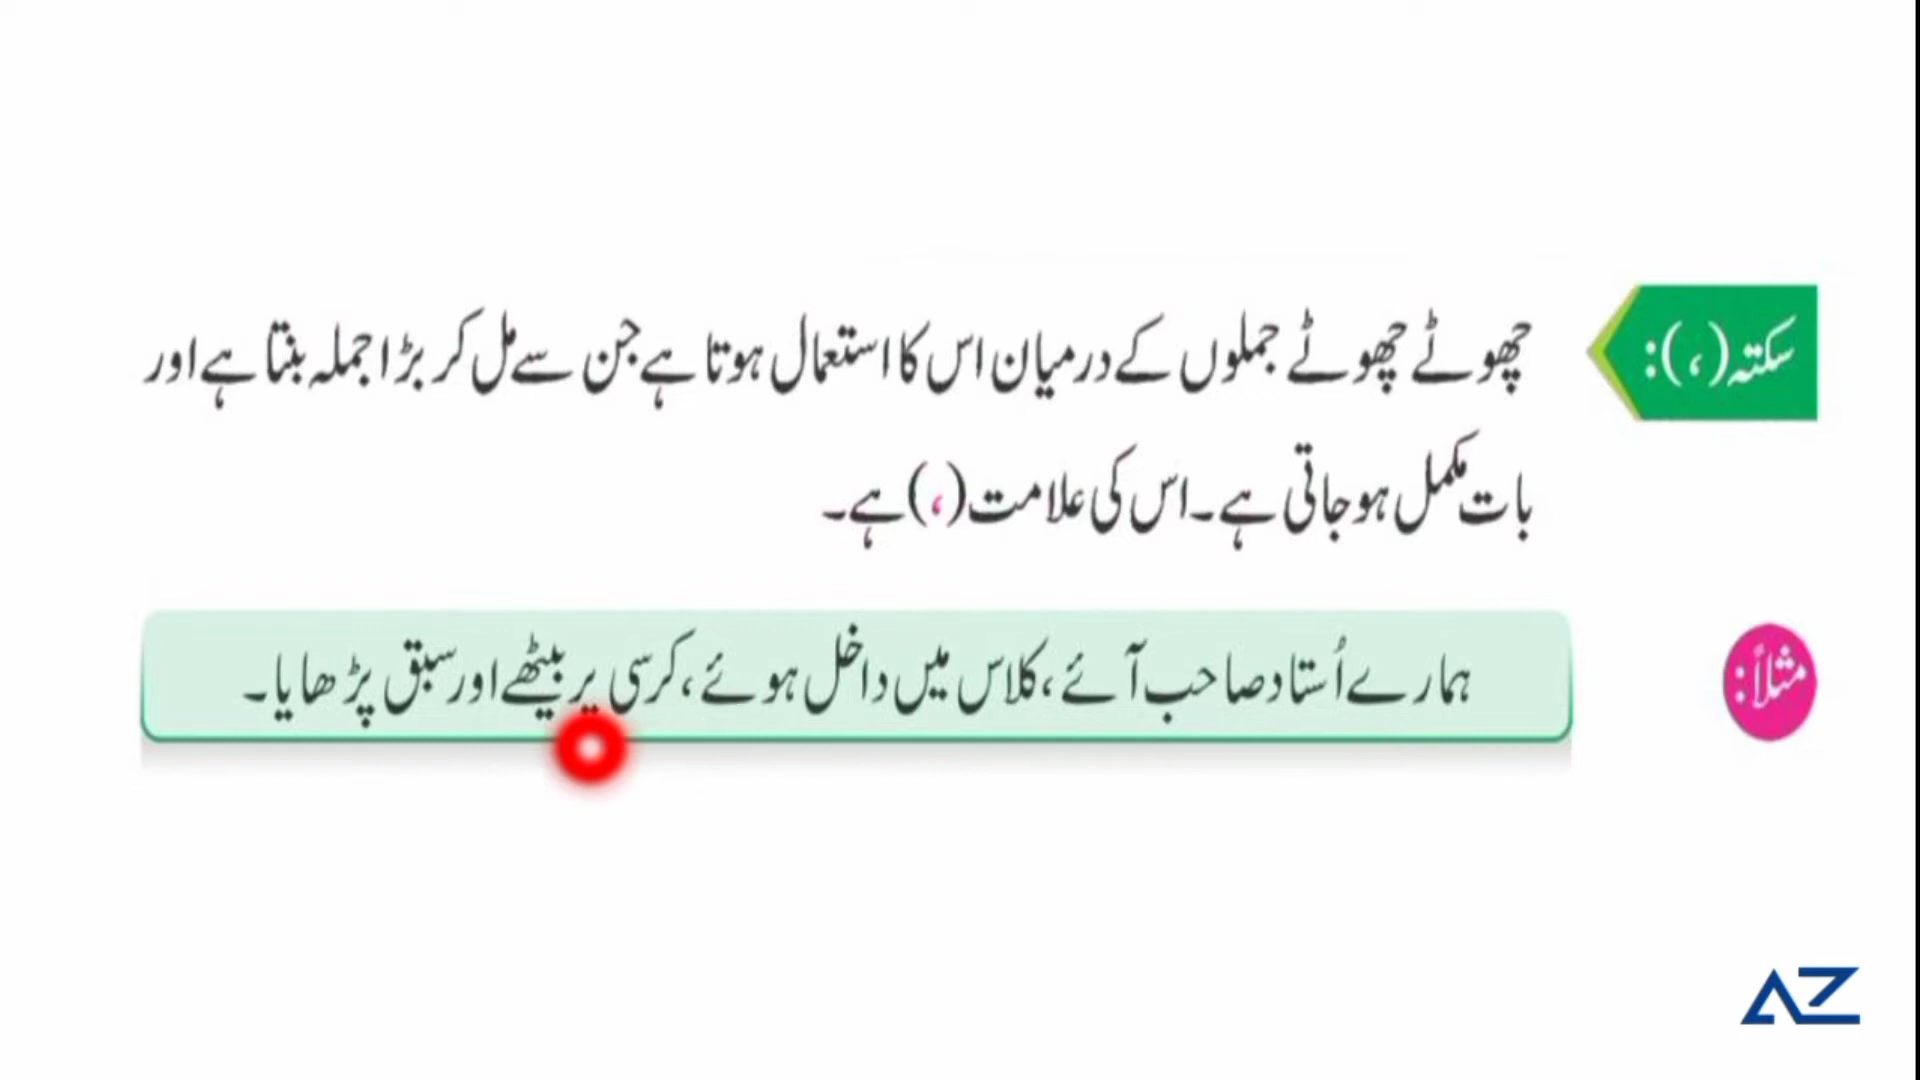 سکتہ (،):
چھوٹے چھوٹے جملوں کے درمیان اس کا استعمال ہوتا ہے جن سے مل کر بڑا جملہ بنتا ہے اور
بات مکمل ہو جاتی ہے۔ اس کی علامت (،) ہے۔
مثلاً:
ہمارے اُستاد صاحب آئے، کلاس میں داخل ہوئے، کرسی پر بیٹھے اور سبق پڑھایا۔
AZ